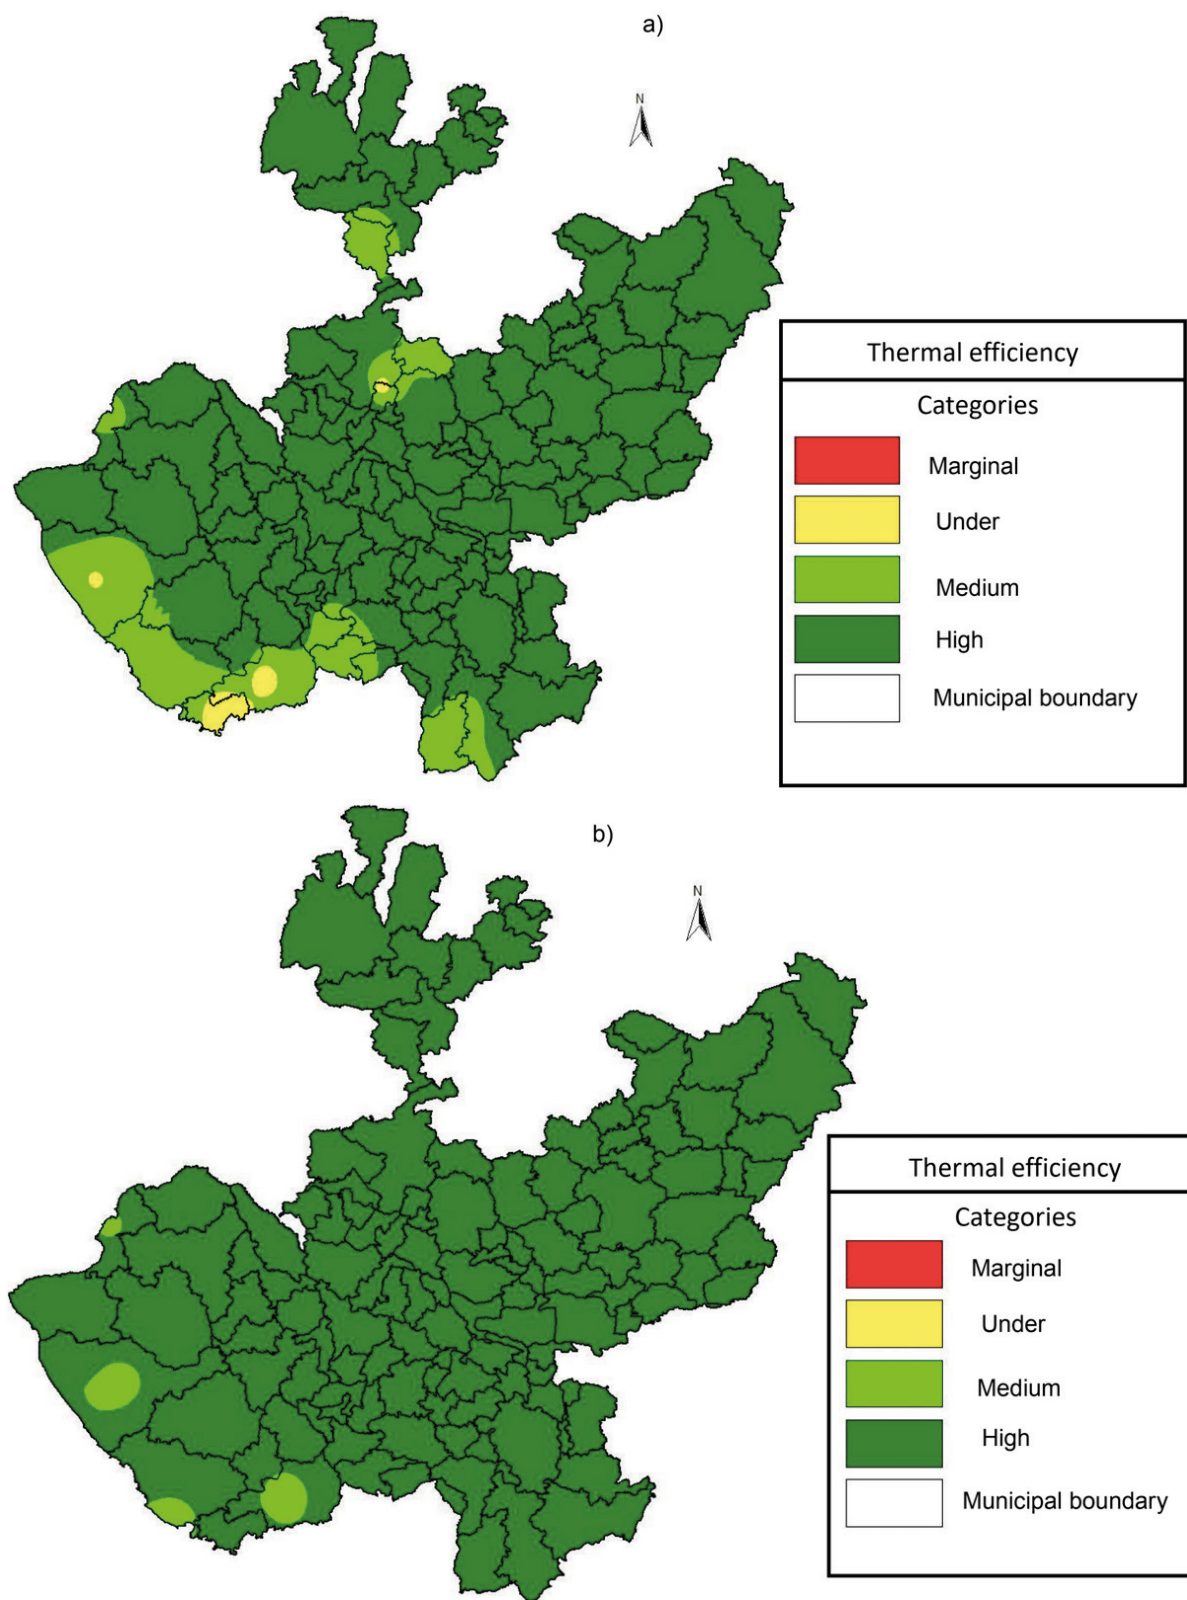 a)
N
Thermal efficiency
Categories
Marginal
Under
Medium
High
Municipal boundary
b)
N
Thermal efficiency
Categories
Marginal
Under
Medium
High
Municipal boundary